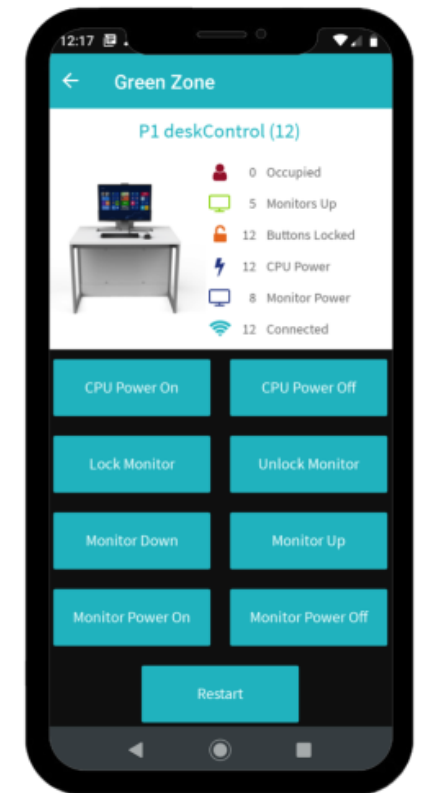 12:17
Green Zone
P1 deskControl (12)
0 Occupied
5 Monitors Up
12 Buttons Locked
12 CPU Power
8 Monitor Power
12 Connected
CPU Power On
CPU Power Off
Lock Monitor
Unlock Monitor
Monitor Down
Monitor Up
Monitor Power On
Monitor Power Off
Restart